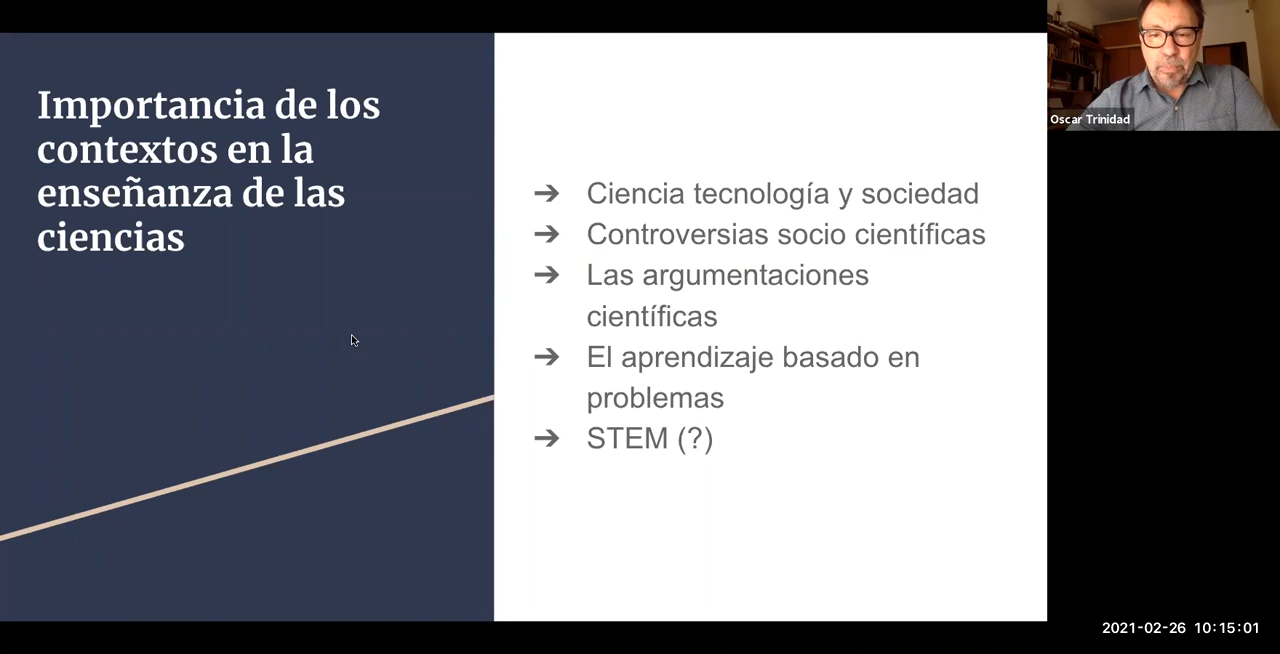 Importancia de los
contextos en la
enseñanza de las
ciencias
➔ Ciencia tecnología y sociedad
➔ Controversias socio científicas
➔ Las argumentaciones
científicas
➔ El aprendizaje basado en
problemas
➔ STEM (?)
Oscar Trinidad
2021-02-26 10:15:01